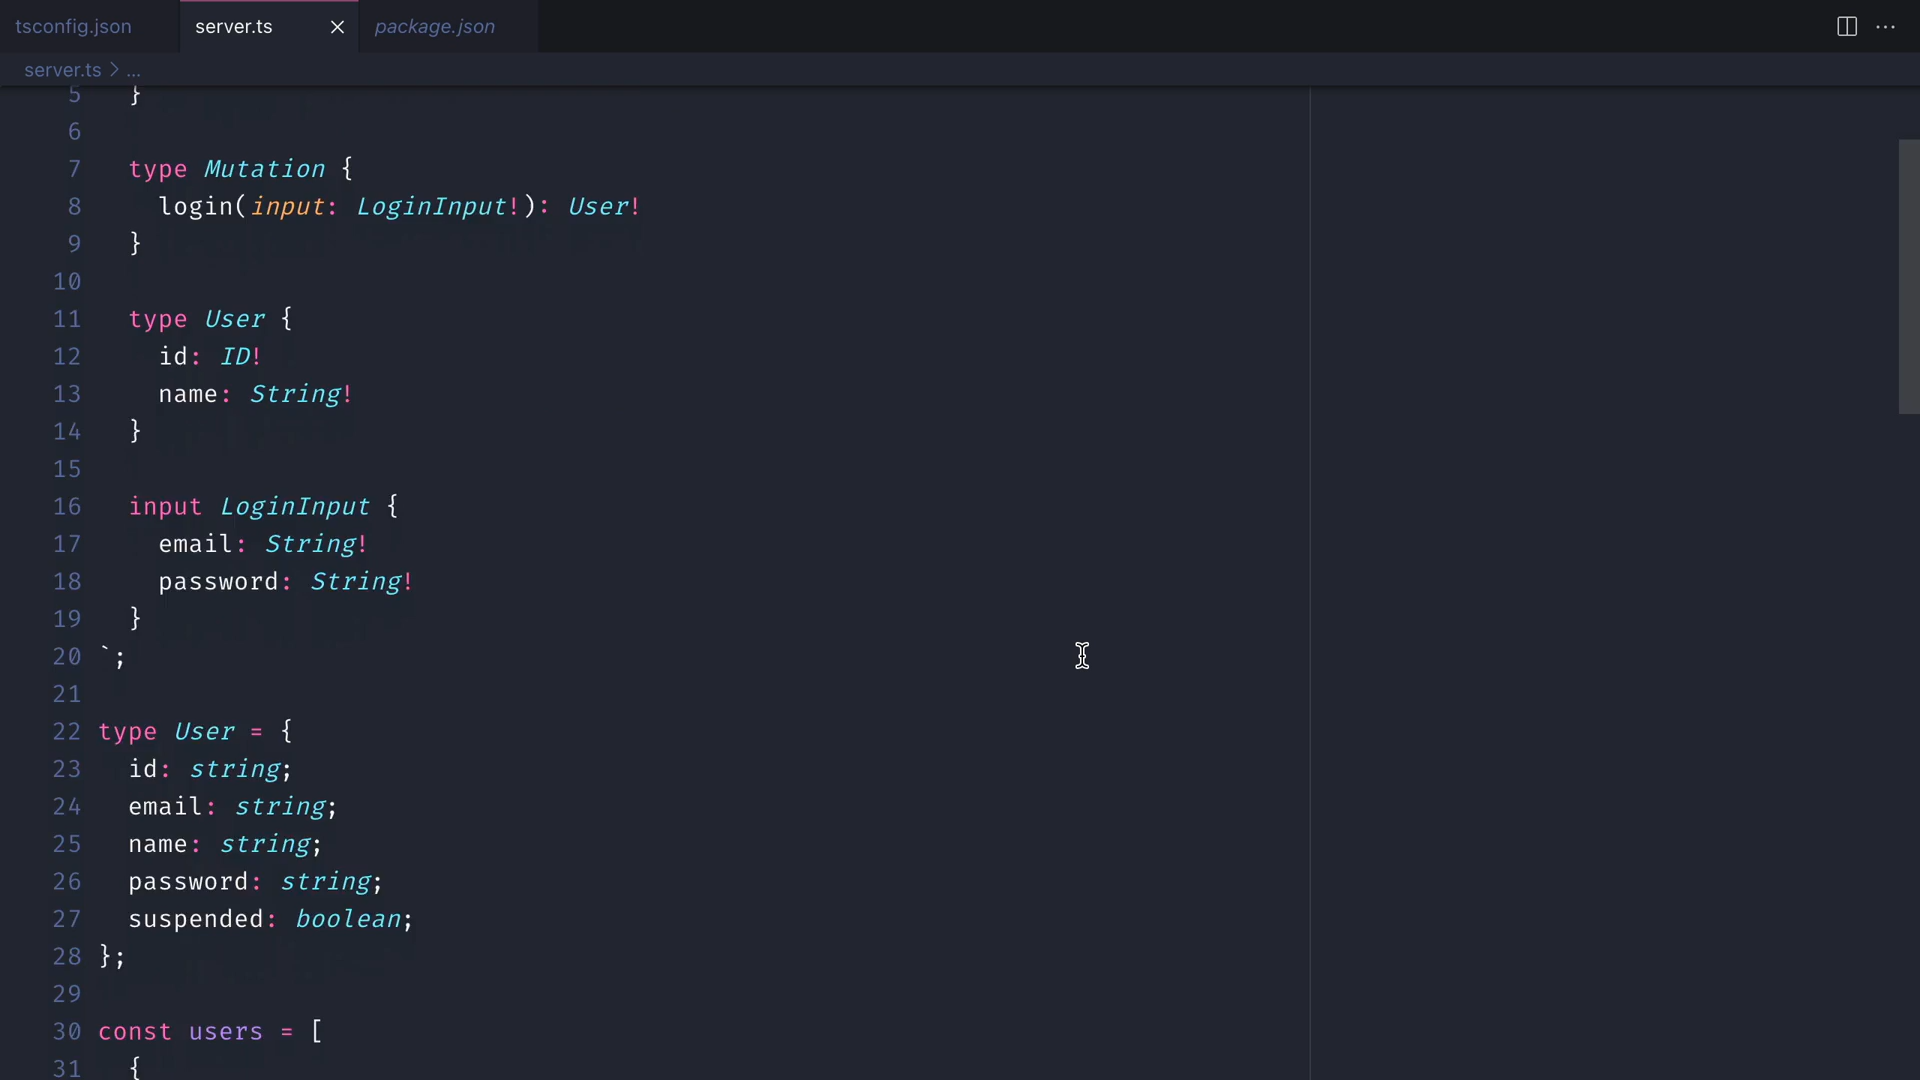 tsconfig.json server.ts package.json
server.ts > ...
5 }
6
7 type Mutation {
8 login(input: LoginInput!): User!
9 }
10
11 type User {
12 id: ID!
13 name: String!
14 }
15
16 input LoginInput {
17 email: String!
18 password: String!
19 }
20 `;
21
22 type User = {
23 id: string;
24 email: string;
25 name: string;
26 password: string;
27 suspended: boolean;
28 };
29
30 const users = [
31 {